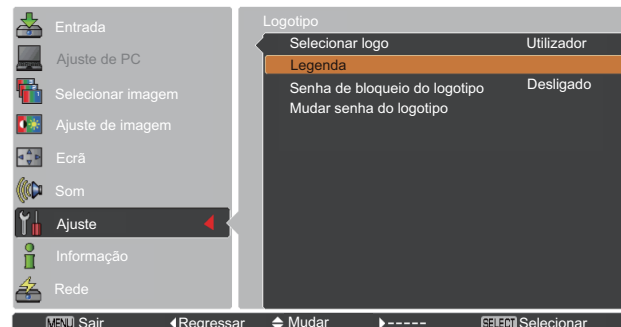 Entrada
Ajuste de PC
Selecionar imagem
Ajuste de imagem
Ecrã
Som
Ajuste
Informação
Rede
Logotipo
Selecionar logo Utilizador
Legenda
Senha de bloqueio do logotipo Desligado
Mudar senha do logotipo
MENU Sair Regressar Mudar ----- SELECT Selecionar